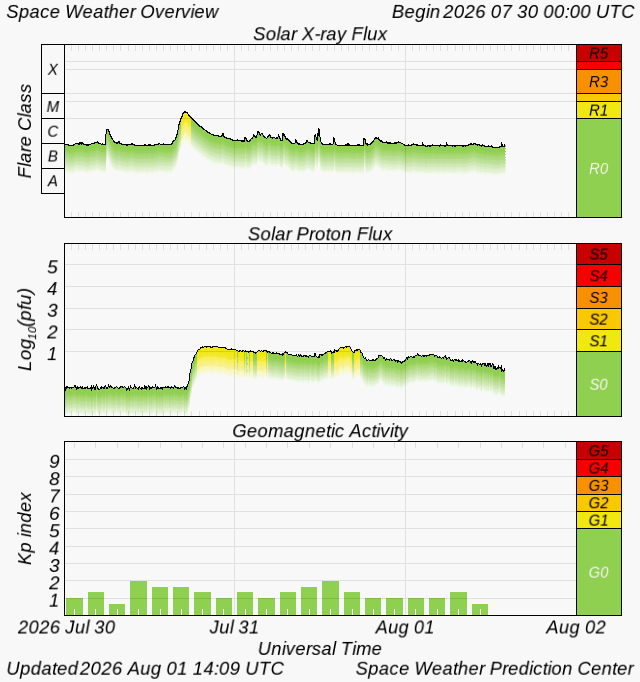 Space Weather Overview Begin 2026 07 30 00:00 UTC
Solar X-ray Flux
Flare Class
X
M
C
B
A
R5
R3
R1
R0
Solar Proton Flux
Log10(pfu)
5
4
3
2
1
S5
S4
S3
S2
S1
S0
Geomagnetic Activity
Kp index
9
8
7
6
5
4
3
2
1
G5
G4
G3
G2
G1
G0
2026 Jul 30 Jul 31 Aug 01 Aug 02
Universal Time
Updated 2026 Aug 01 14:09 UTC Space Weather Prediction Center